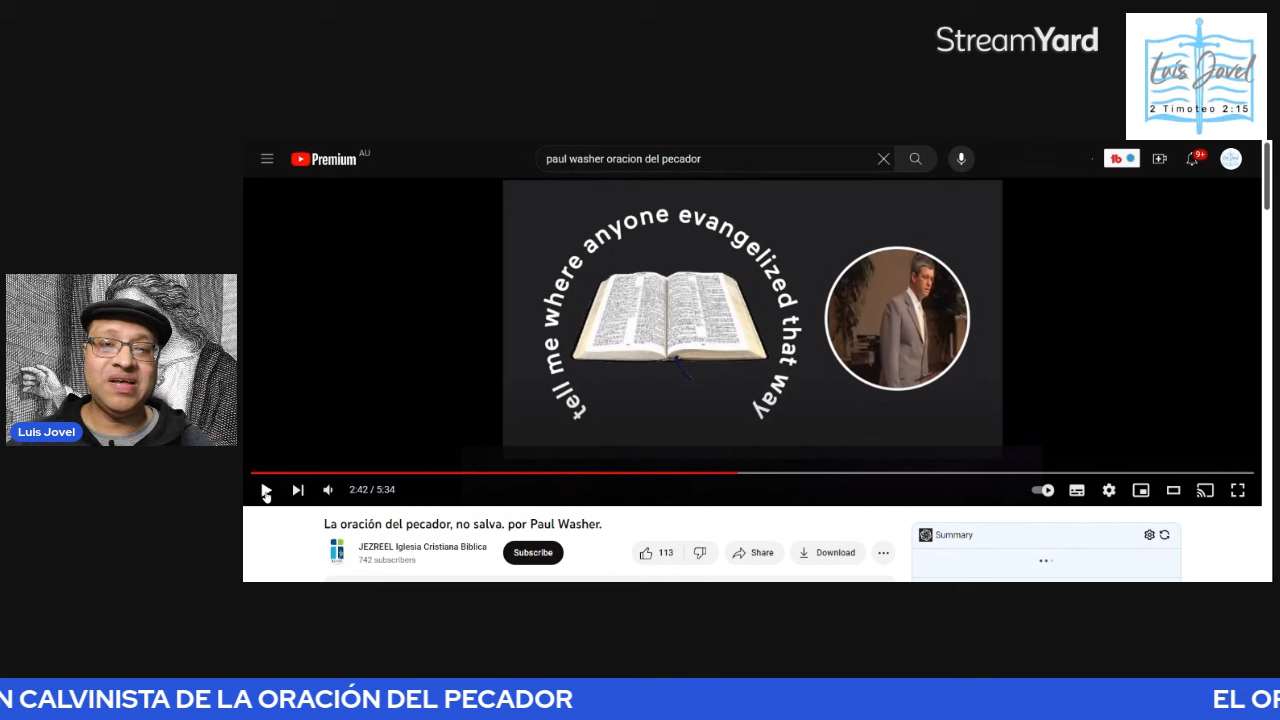 StreamYard
Luis Jovel
2 Timoteo 2:15
Premium AU
paul washer oracion del pecador
9+
tell me where anyone evangelized that way
Luis Jovel
2:42 / 5:34
La oración del pecador, no salva. por Paul Washer.
JEZREEL Iglesia Cristiana Bíblica
742 subscribers
Subscribe
113
Share
Download
Summary
N CALVINISTA DE LA ORACIÓN DEL PECADOR
EL OR